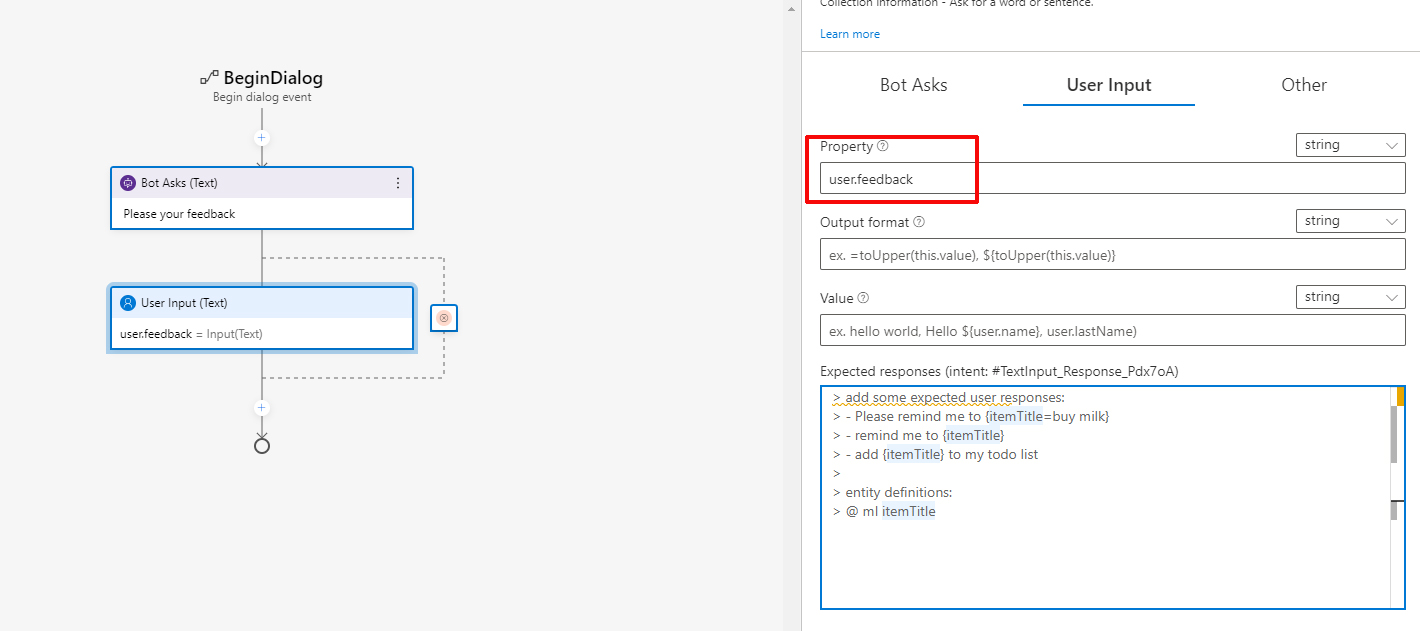 BeginDialog
Begin dialog event
+
Bot Asks (Text)
Please your feedback
User Input (Text)
user.feedback = Input(Text)
+
Collection information - Ask for a word or sentence.
Learn more
Bot Asks
User Input
Other
Property
string
user.feedback
Output format
string
ex. =toUpper(this.value), ${toUpper(this.value)}
Value
string
ex. hello world, Hello ${user.name}, user.lastName)
Expected responses (intent: #TextInput_Response_Pdx7oA)
> add some expected user responses:
> - Please remind me to {itemTitle=buy milk}
> - remind me to {itemTitle}
> - add {itemTitle} to my todo list
>
> entity definitions:
> @ ml itemTitle